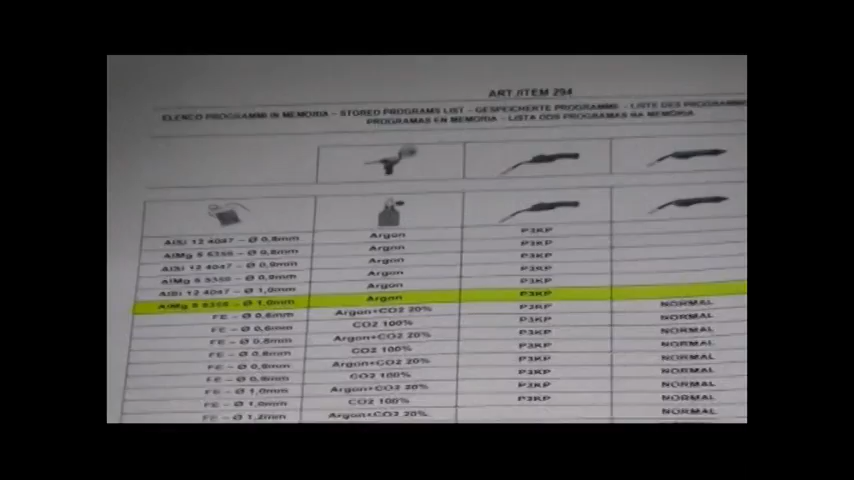 ART./ITEM 294
ELENCO PROGRAMMI IN MEMORIA – STORED PROGRAMS LIST – GESPEICHERTE PROGRAMME – LISTE DES PROGRAMME
PROGRAMAS EN MEMORIA – LISTA DOS PROGRAMAS NA MEMÓRIA
AlSi 12 4047 – Ø 0,8mm Argon P3KP
AlMg 5 5356 – Ø 0,8mm Argon P3KP
AlSi 12 4047 – Ø 0,9mm Argon P3KP
AlMg 5 5356 – Ø 0,9mm Argon P3KP
AlSi 12 4047 – Ø 1,0mm Argon P3KP
AlMg 5 5356 – Ø 1,0mm Argon P3KP
FE – Ø 0,6mm Argon+CO2 20% P3KP NORMAL
FE – Ø 0,6mm CO2 100% P3KP NORMAL
FE – Ø 0,8mm Argon+CO2 20% P3KP NORMAL
FE – Ø 0,8mm CO2 100% P3KP NORMAL
FE – Ø 0,9mm Argon+CO2 20% P3KP NORMAL
FE – Ø 0,9mm CO2 100% P3KP NORMAL
FE – Ø 1,0mm Argon+CO2 20% P3KP NORMAL
FE – Ø 1,0mm CO2 100% P3KP NORMAL
FE – Ø 1,2mm Argon+CO2 20% NORMAL